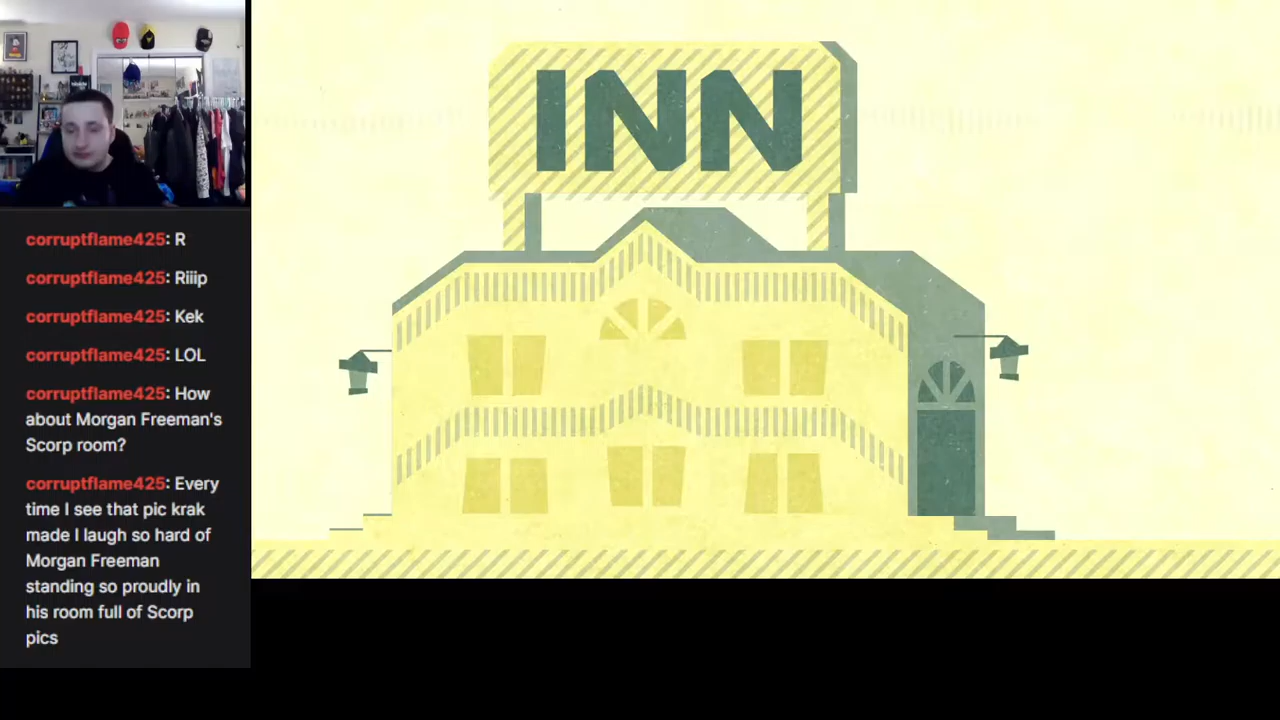 INN
corruptflame425: R
corruptflame425: Riiip
corruptflame425: Kek
corruptflame425: LOL
corruptflame425: How
about Morgan Freeman's
Scorp room?
corruptflame425: Every
time I see that pic krak
made I laugh so hard of
Morgan Freeman
standing so proudly in
his room full of Scorp
pics